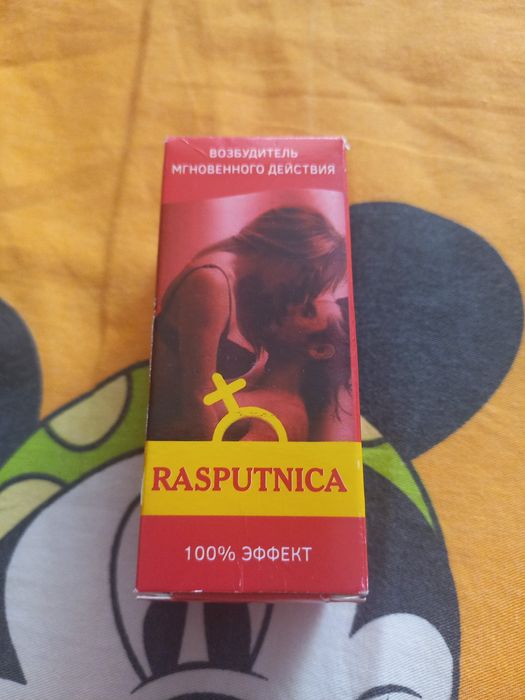 ВОЗБУДИТЕЛЬ
МГНОВЕННОГО ДЕЙСТВИЯ
RASPUTNICA
100% ЭФФЕКТ